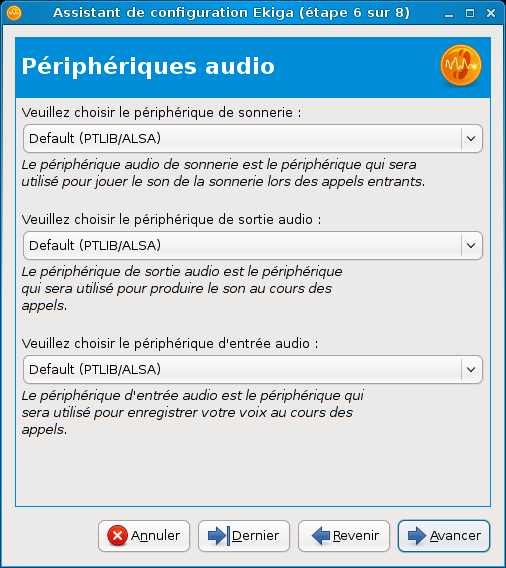 Assistant de configuration Ekiga (étape 6 sur 8)
Périphériques audio
Veuillez choisir le périphérique de sonnerie :
Default (PTLIB/ALSA)
Le périphérique audio de sonnerie est le périphérique qui sera
utilisé pour jouer le son de la sonnerie lors des appels entrants.
Veuillez choisir le périphérique de sortie audio :
Default (PTLIB/ALSA)
Le périphérique de sortie audio est le périphérique
qui sera utilisé pour produire le son au cours des
appels.
Veuillez choisir le périphérique d'entrée audio :
Default (PTLIB/ALSA)
Le périphérique d'entrée audio est le périphérique qui
sera utilisé pour enregistrer votre voix au cours des
appels.
Annuler Dernier Revenir Avancer